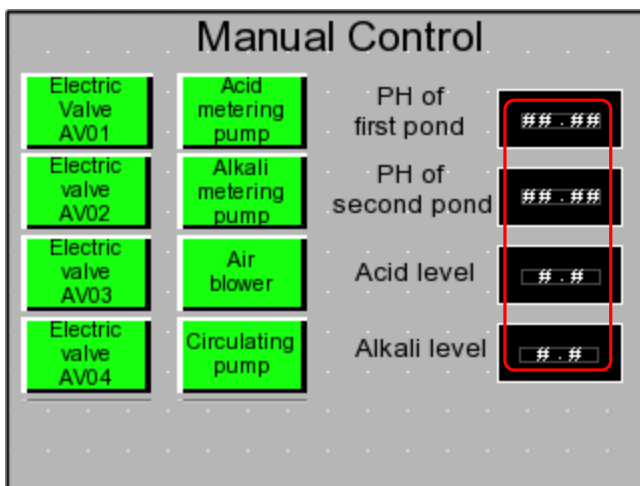 Manual Control
Electric
Valve
AV01
Acid
metering
pump
PH of
first pond
##.##
Electric
valve
AV02
Alkali
metering
pump
PH of
second pond
##.##
Electric
valve
AV03
Air
blower
Acid level
#.#
Electric
valve
AV04
Circulating
pump
Alkali level
#.#